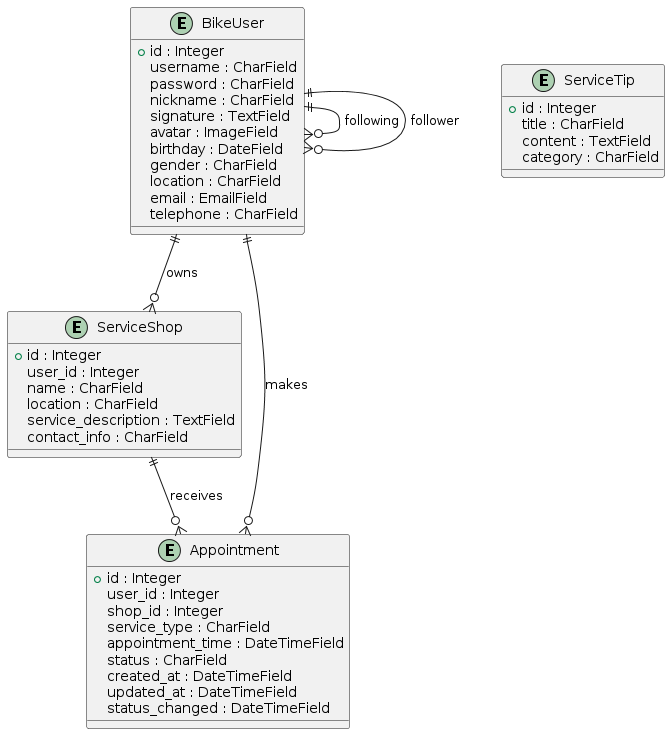 E BikeUser
id : Integer
username : CharField
password : CharField
nickname : CharField
signature : TextField
avatar : ImageField
birthday : DateField
gender : CharField
location : CharField
email : EmailField
telephone : CharField
following
follower
E ServiceTip
id : Integer
title : CharField
content : TextField
category : CharField
owns
E ServiceShop
id : Integer
user_id : Integer
name : CharField
location : CharField
service_description : TextField
contact_info : CharField
makes
receives
E Appointment
id : Integer
user_id : Integer
shop_id : Integer
service_type : CharField
appointment_time : DateTimeField
status : CharField
created_at : DateTimeField
updated_at : DateTimeField
status_changed : DateTimeField